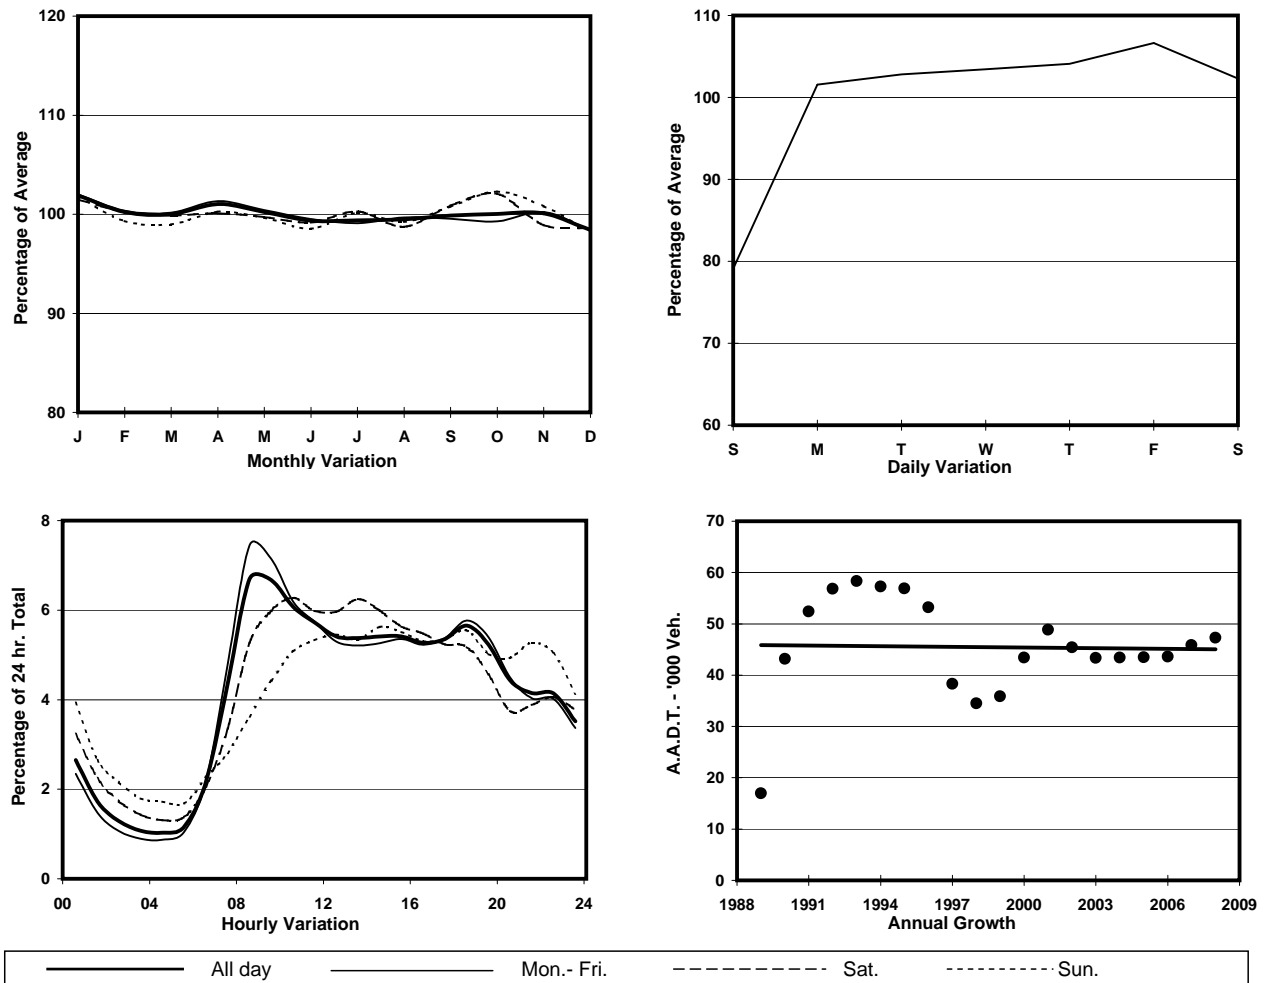 120
110
100
90
80
Percentage of Average
J F M A M J J A S O N D
Monthly Variation
110
100
90
80
70
60
Percentage of Average
S M T W T F S
Daily Variation
8
6
4
2
0
Percentage of 24 hr. Total
00 04 08 12 16 20 24
Hourly Variation
70
60
50
40
30
20
10
0
A.A.D.T. - '000 Veh.
1988 1991 1994 1997 2000 2003 2006 2009
Annual Growth
All day Mon.- Fri. Sat. Sun.